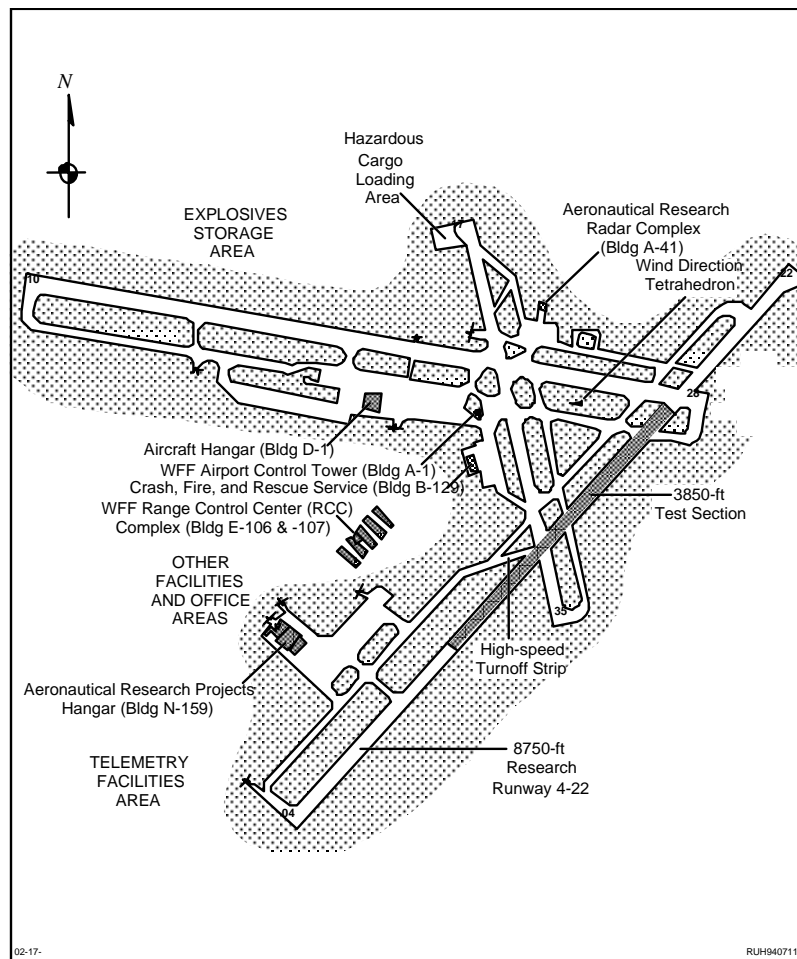 N
Hazardous
Cargo
Loading
Area
EXPLOSIVES
STORAGE
AREA
17
Aeronautical Research
Radar Complex
(Bldg A-41)
Wind Direction
Tetrahedron
10
22
28
Aircraft Hangar (Bldg D-1)
WFF Airport Control Tower (Bldg A-1)
Crash, Fire, and Rescue Service (Bldg B-129)
WFF Range Control Center (RCC)
Complex (Bldg E-106 & -107)
3850-ft
Test Section
OTHER
FACILITIES
AND OFFICE
AREAS
35
High-speed
Turnoff Strip
Aeronautical Research Projects
Hangar (Bldg N-159)
TELEMETRY
FACILITIES
AREA
8750-ft
Research
Runway 4-22
04
02-17-
RUH940711